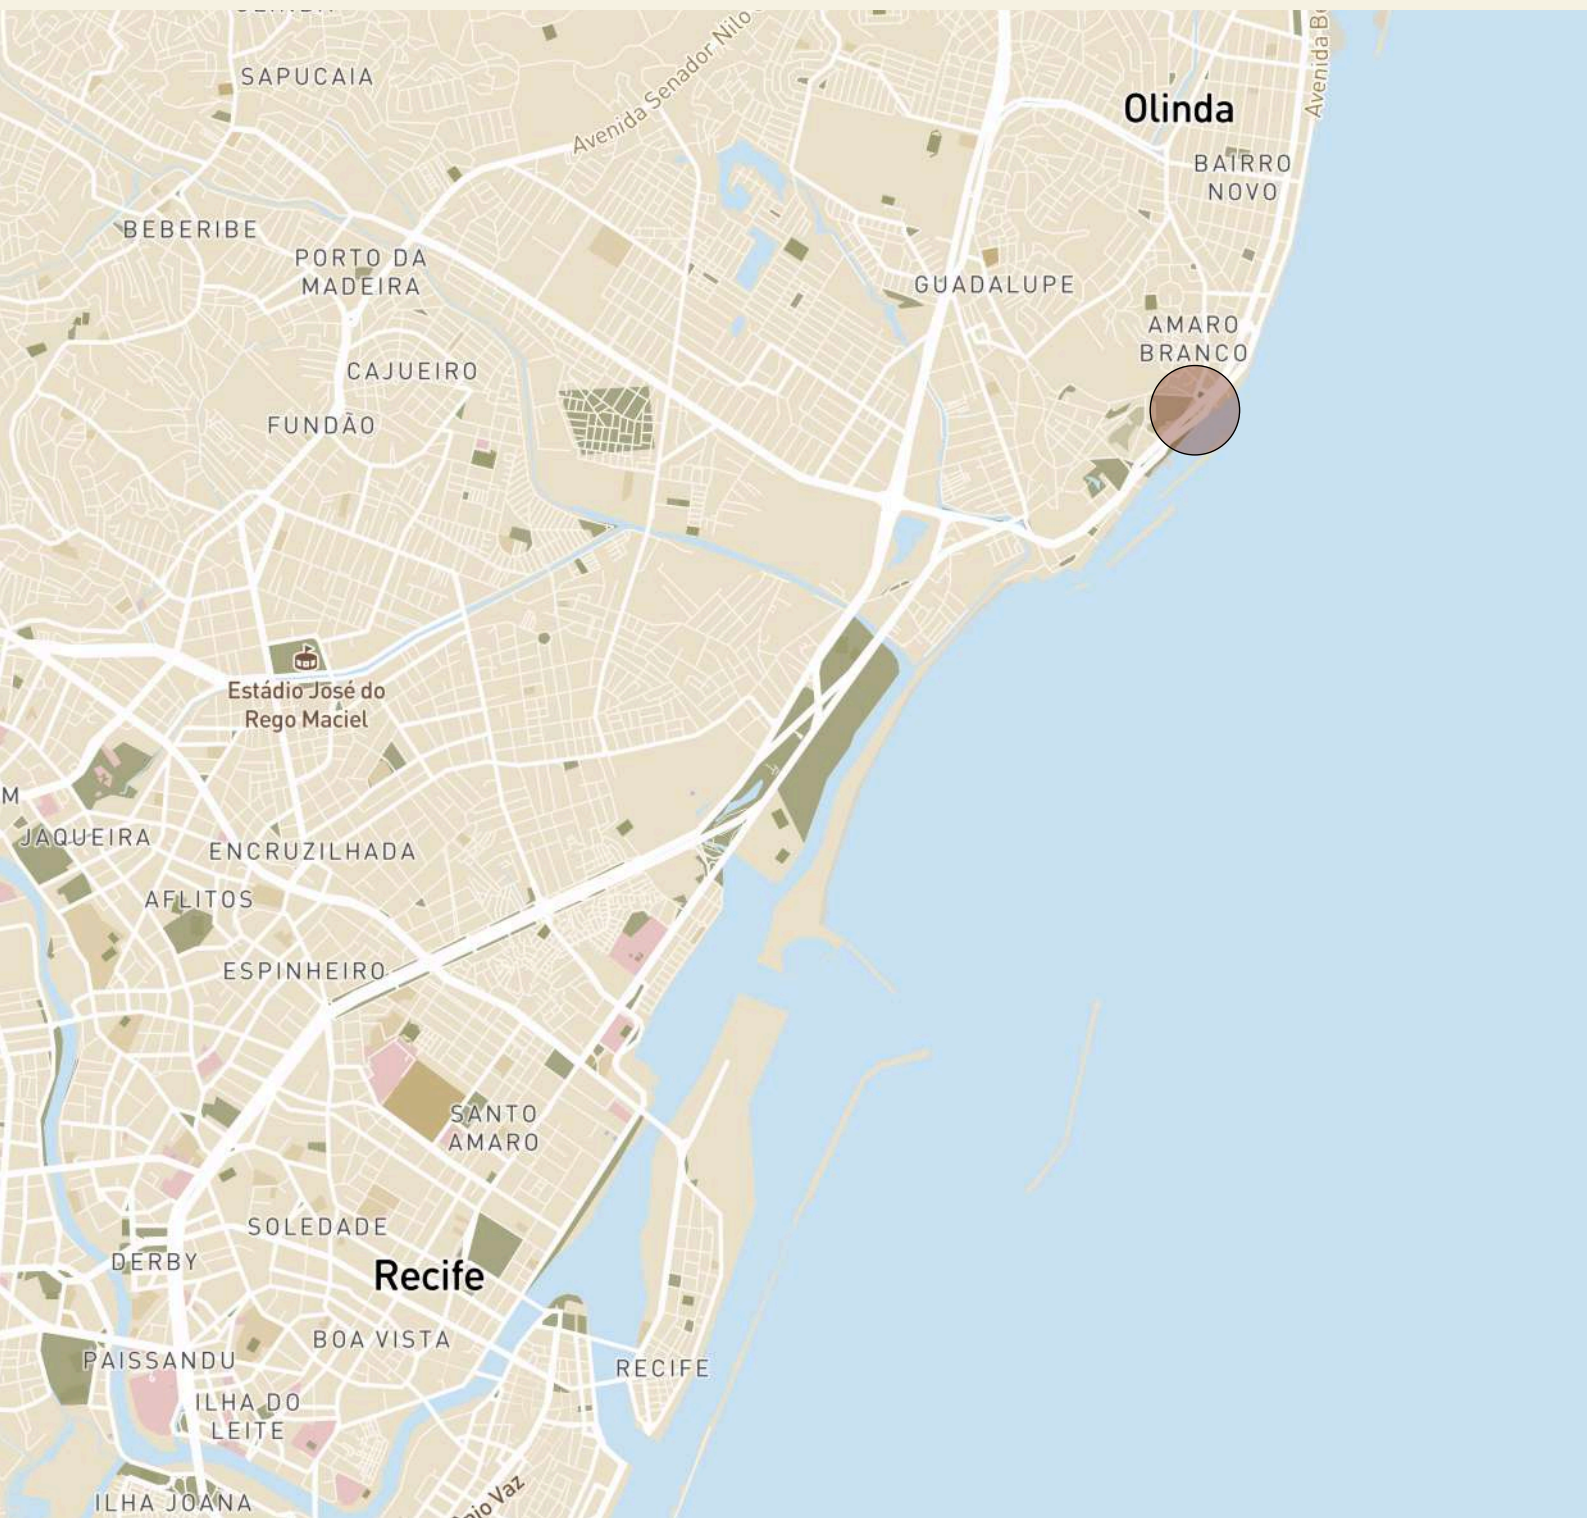 SAPUCAIA
Avenida Senador Nilo
Olinda
Avenida
BAIRRO
NOVO
BEBERIBE
PORTO DA
MADEIRA
GUADALUPE
AMARO
BRANCO
CAJUEIRO
FUNDÃO
Estádio José do
Rego Maciel
M
JAQUEIRA
ENCRUZILHADA
AFLITOS
ESPINHEIRO
SANTO
AMARO
SOLEDADE
DERBY
Recife
BOA VISTA
PAISSANDU
RECIFE
ILHA DO
LEITE
ILHA JOANA
Vaz